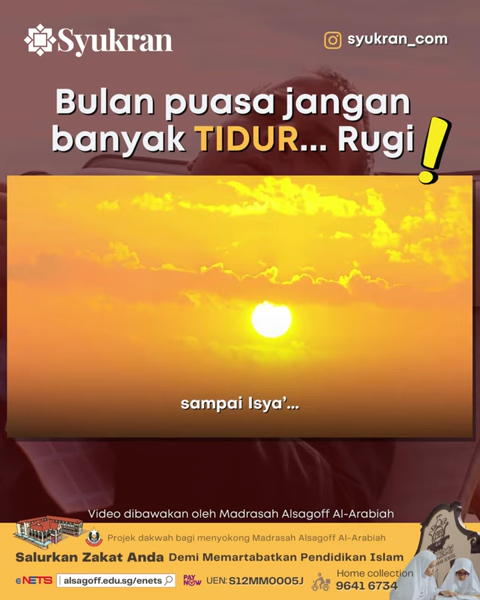 Syukran
syukran_com
Bulan puasa jangan
banyak TIDUR... Rugi!
sampai Isya'...
Video dibawakan oleh Madrasah Alsagoff Al-Arabiah
Projek dakwah bagi menyokong Madrasah Alsagoff Al-Arabiah
Salurkan Zakat Anda Demi Memartabatkan Pendidikan Islam
eNETS alsagoff.edu.sg/enets PAY NOW UEN: S12MM0005J Home collection
9641 6734